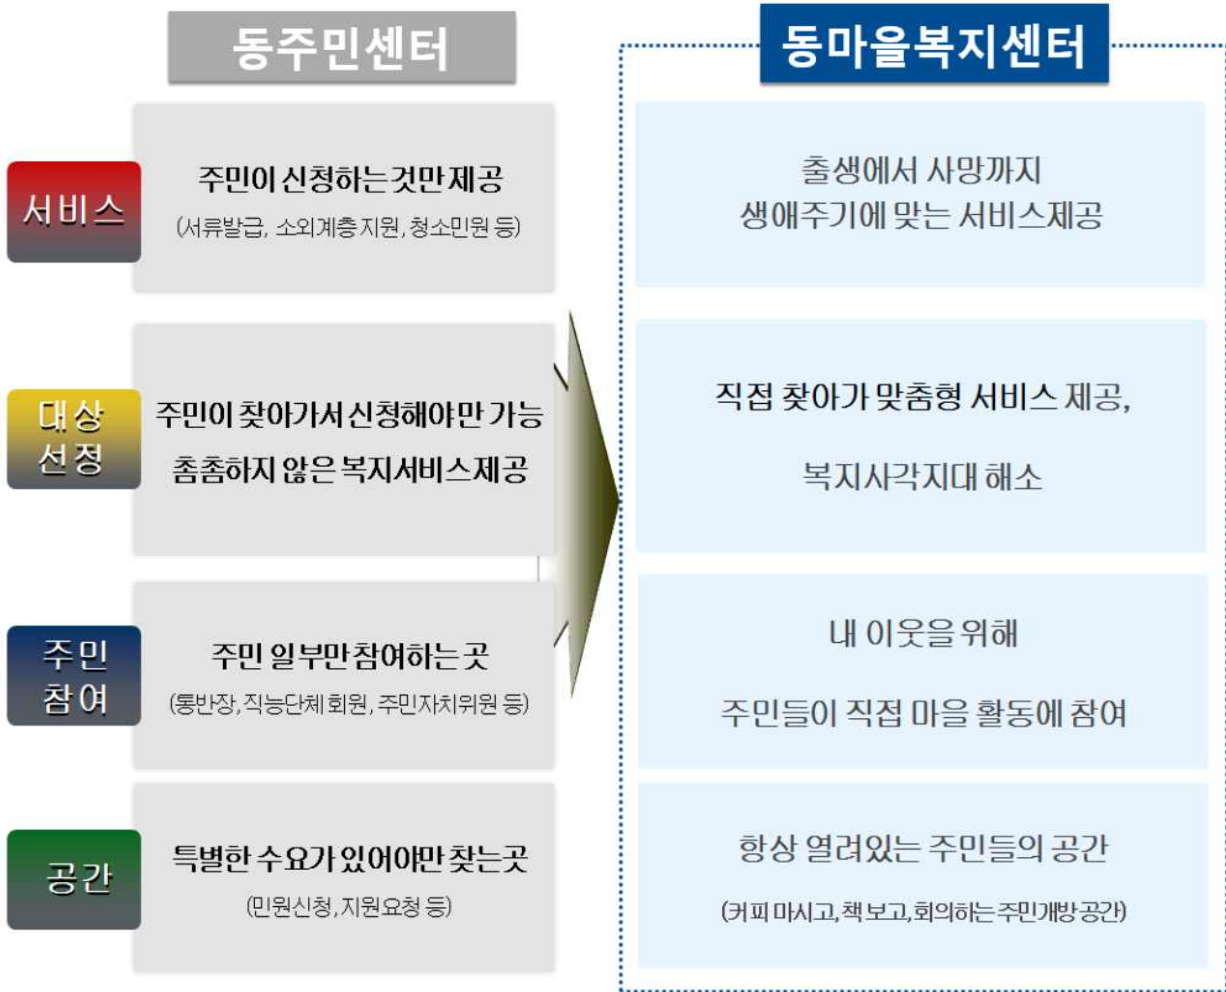 동주민센터
동마을복지센터
서비스
주민이 신청하는것만 제공
(서류발급, 소외계층 지원, 청소민원 등)
출생에서 사망까지
생애주기에 맞는 서비스제공
대상
선정
주민이 찾아가서 신청해야만 가능
촘촘하지 않은 복지서비스 제공
직접 찾아가 맞춤형 서비스 제공,
복지사각지대 해소
주민
참여
주민 일부만 참여하는 곳
(통반장, 직능단체 회원, 주민자치위원 등)
내 이웃을 위해
주민들이 직접 마을 활동에 참여
공간
특별한 수요가 있어야만 찾는곳
(민원신청, 지원요청 등)
항상 열려있는 주민들의 공간
(커피 마시고, 책 보고, 회의하는 주민개방 공간)